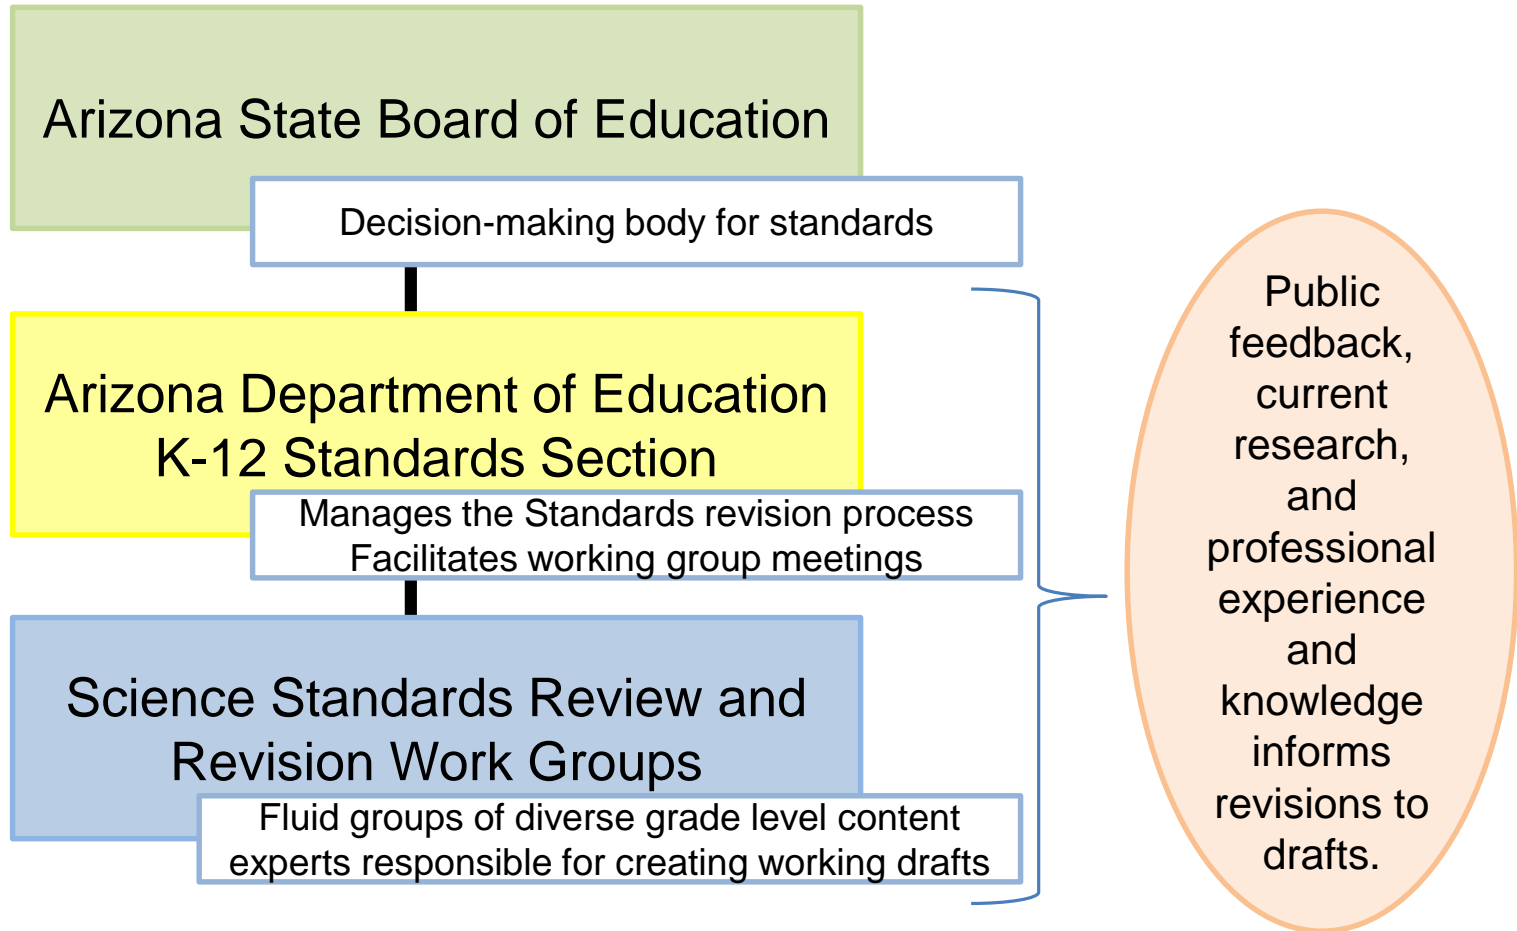 Arizona State Board of Education
Decision-making body for standards
Arizona Department of Education
K-12 Standards Section
Manages the Standards revision process
Facilitates working group meetings
Science Standards Review and
Revision Work Groups
Fluid groups of diverse grade level content
experts responsible for creating working drafts
Public
feedback,
current
research,
and
professional
experience
and
knowledge
informs
revisions to
drafts.